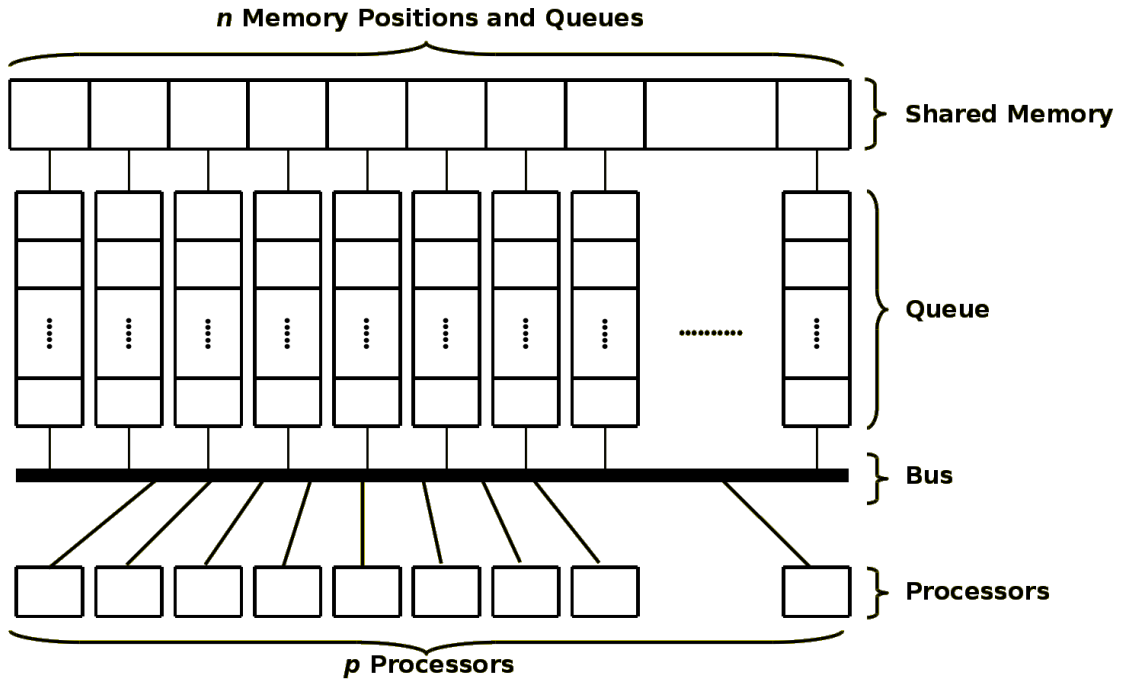 n Memory Positions and Queues
Shared Memory
Queue
Bus
Processors
p Processors